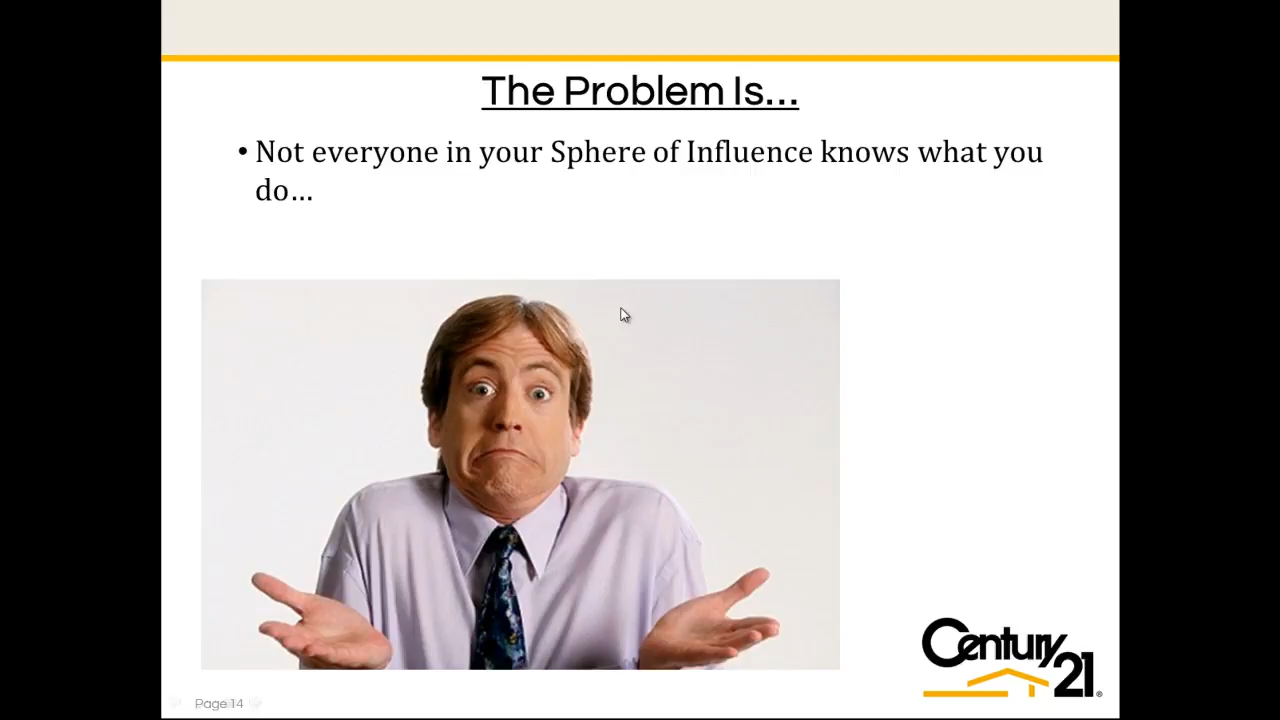 The Problem Is...
• Not everyone in your Sphere of Influence knows what you
do...
Century
21®
Page 14